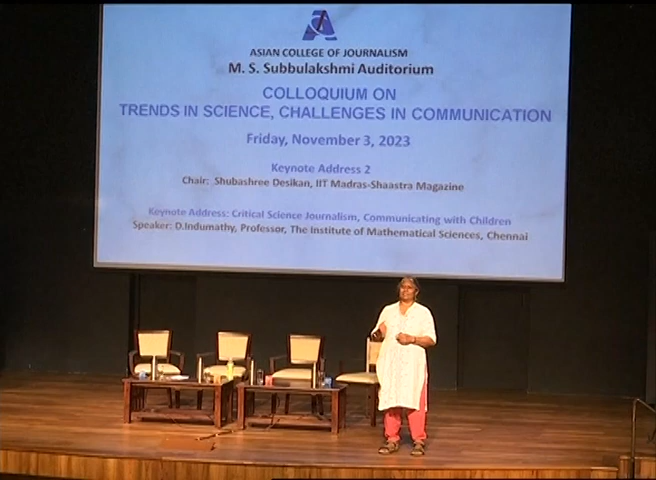 ASIAN COLLEGE OF JOURNALISM
M. S. Subbulakshmi Auditorium
COLLOQUIUM ON
TRENDS IN SCIENCE, CHALLENGES IN COMMUNICATION
Friday, November 3, 2023
Keynote Address 2
Chair: Shubashree Desikan, IIT Madras-Shaastra Magazine
Keynote Address: Critical Science Journalism, Communicating with Children
Speaker: D.Indumathy, Professor, The Institute of Mathematical Sciences, Chennai